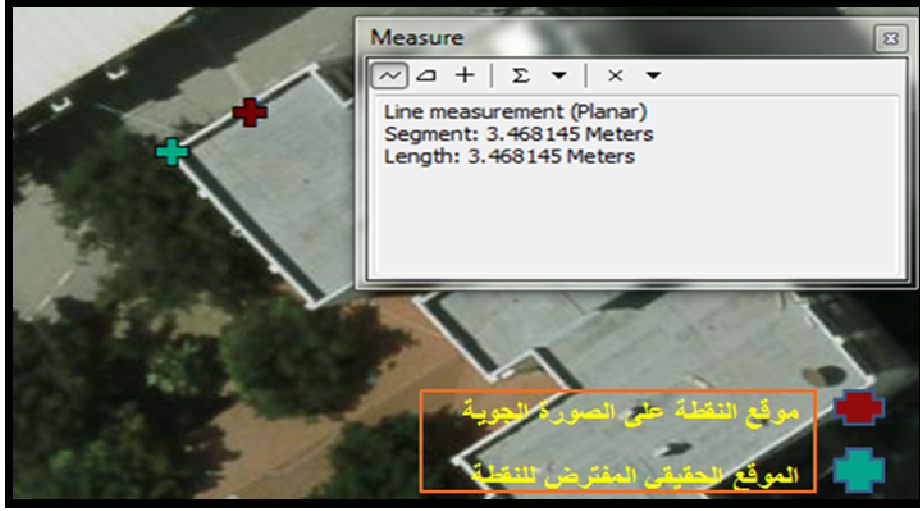 Measure
Line measurement (Planar)
Segment: 3.468145 Meters
Length: 3.468145 Meters
موقع النقطة على الصورة الجوية
الموقع الحقيقي المفترض للنقطة